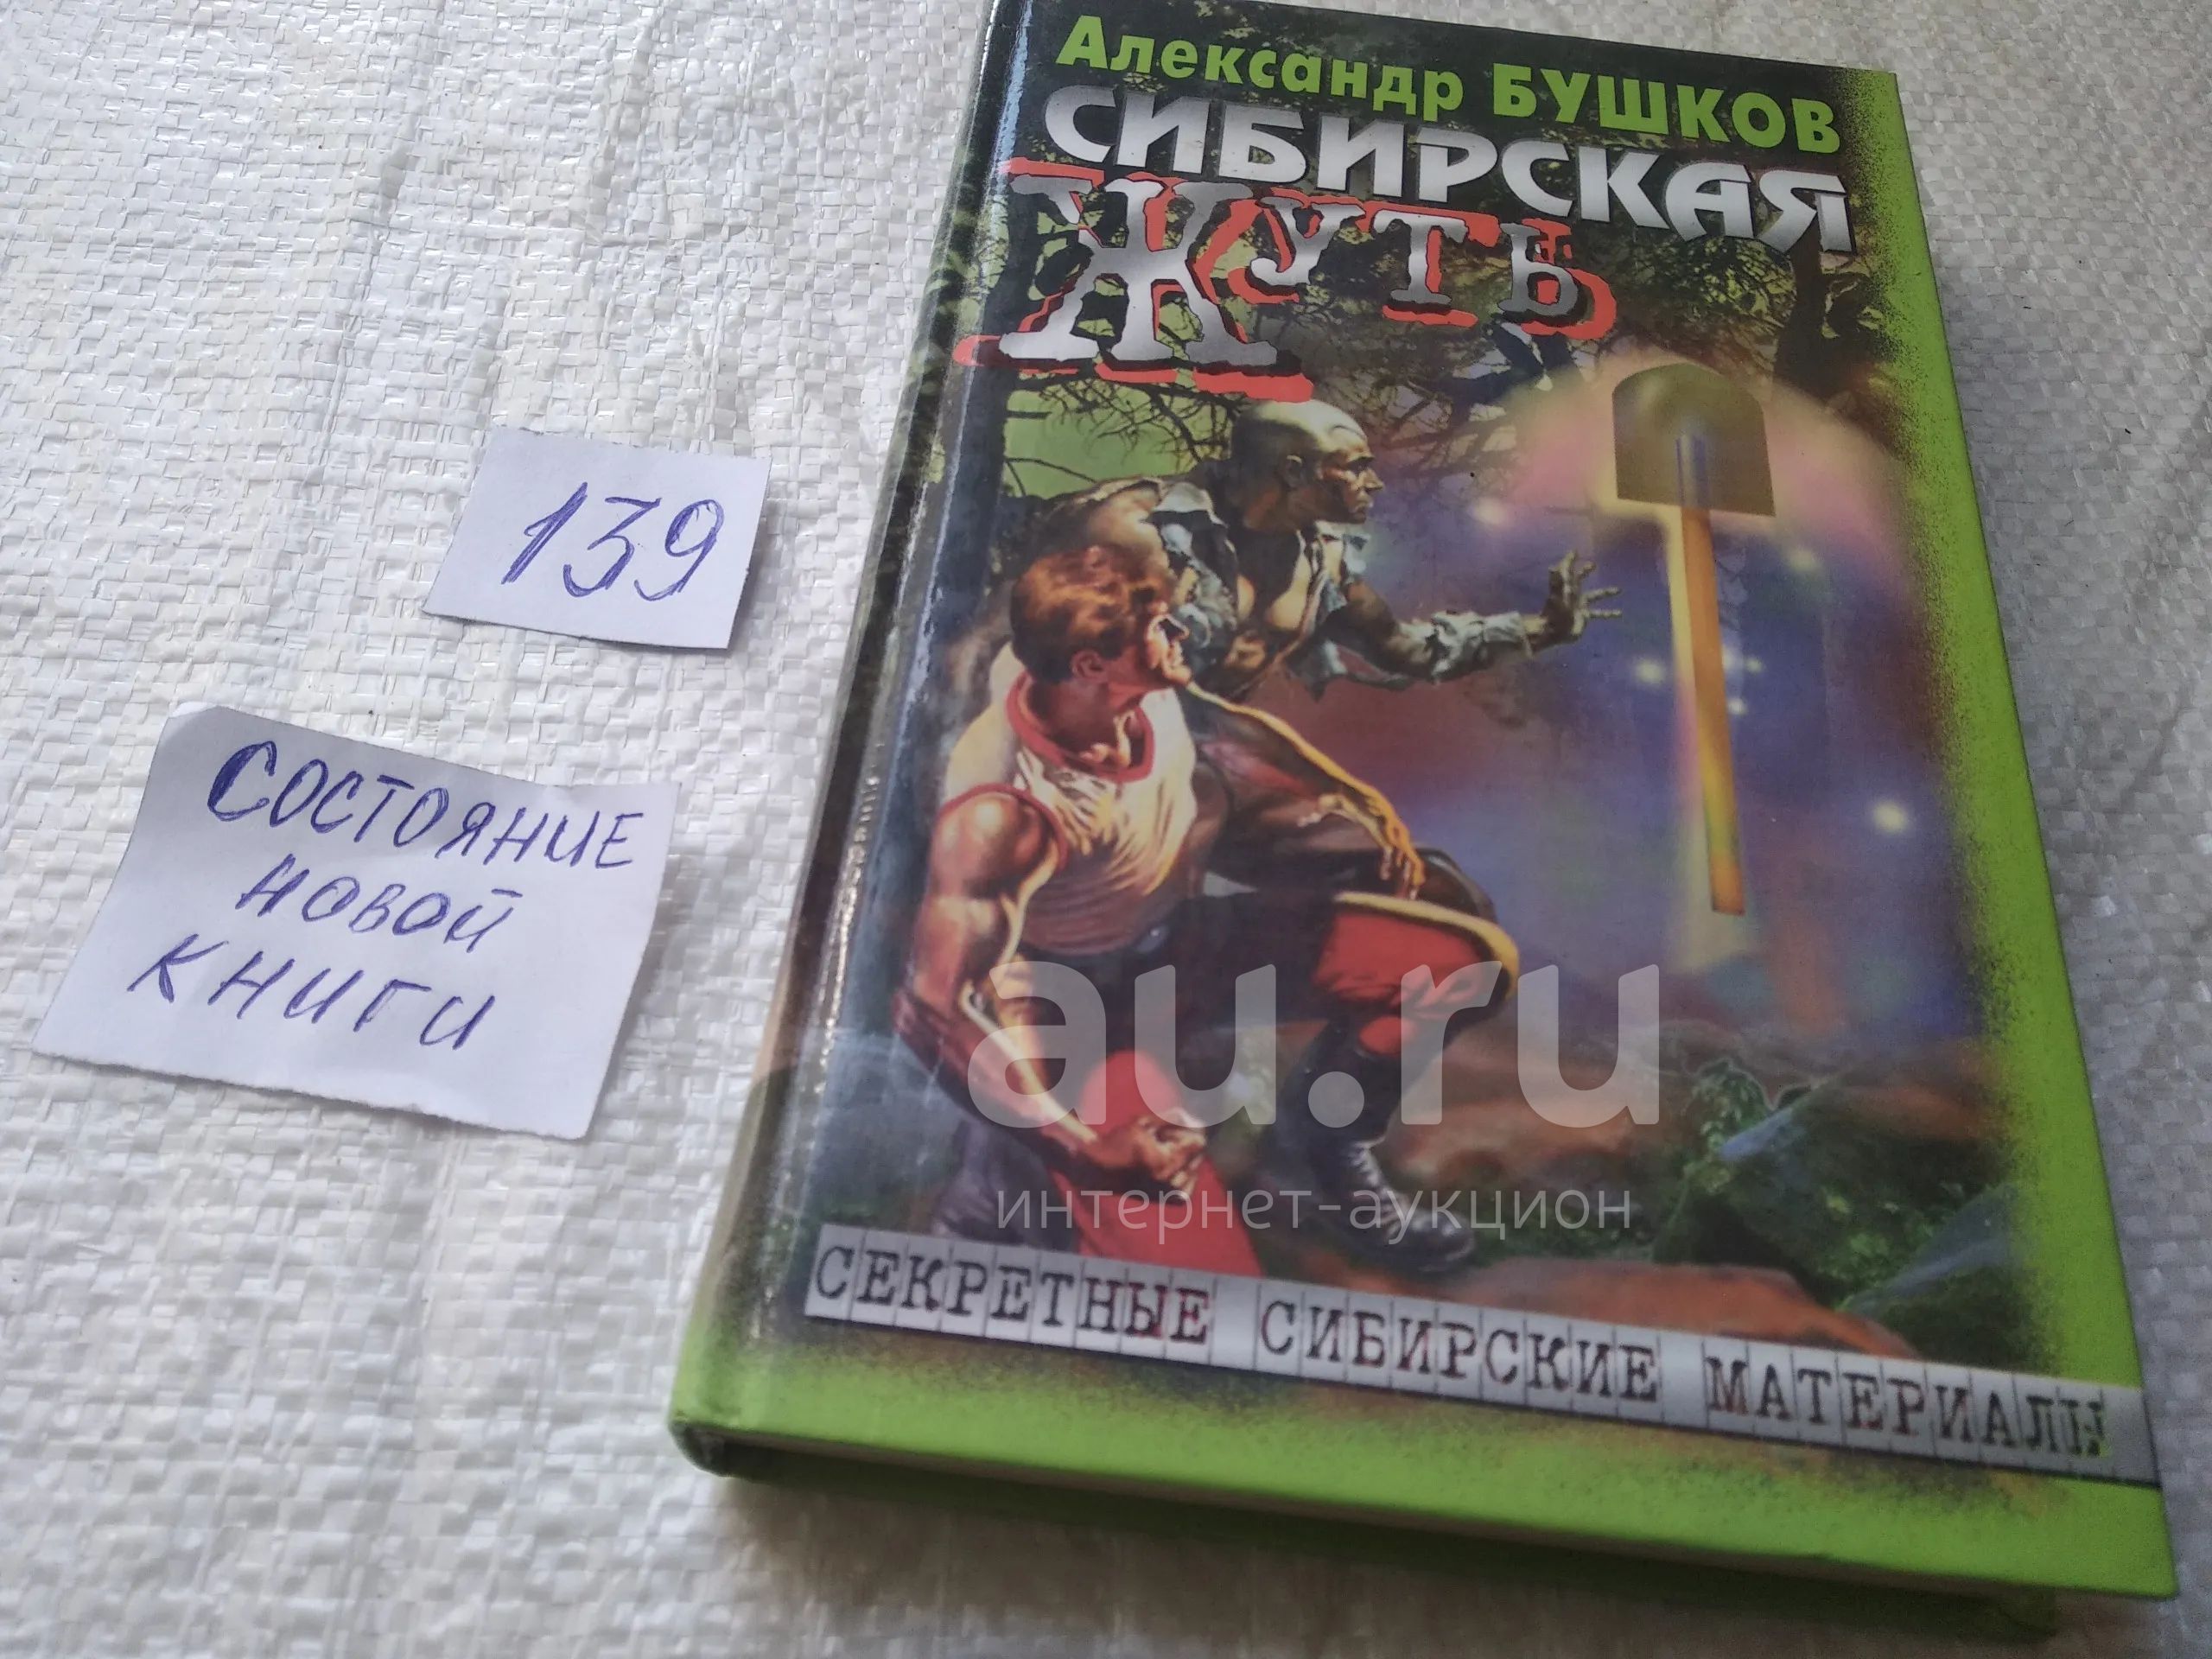 Александр БУШКОВ
СИБИРСКАЯ
ЖУТЬ
139
СОСТОЯНИЕ
НОВОЙ
КНИГИ
au.ru
интернет-аукцион
СЕКРЕТНЫЕ СИБИРСКИЕ МАТЕРИАЛЫ